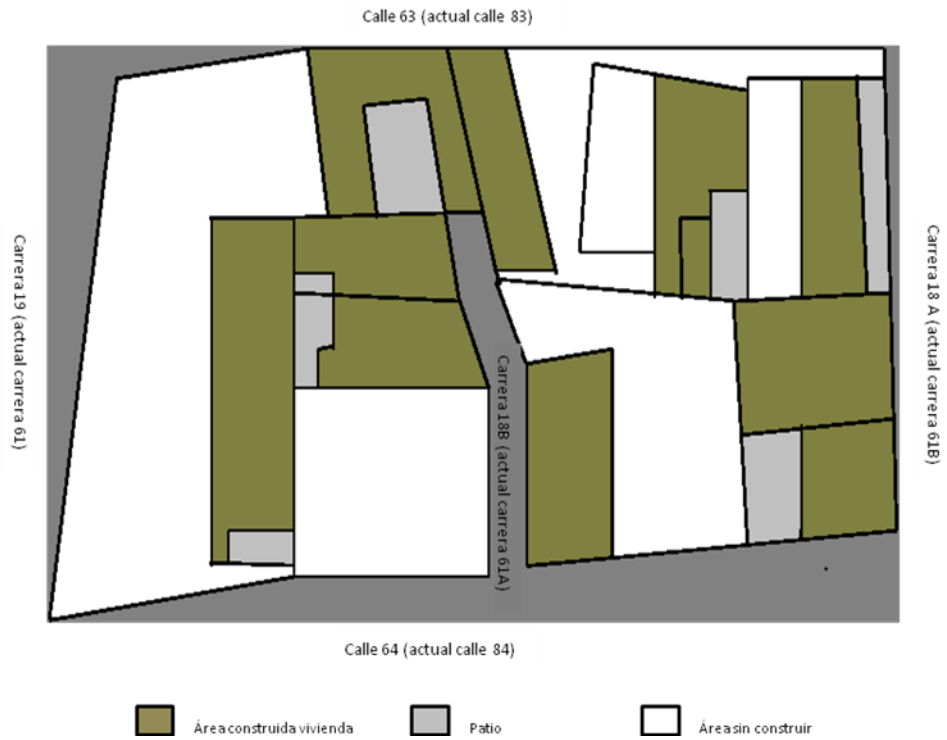 Calle 63 (actual calle 83)
Carrera 19 (actual carrera 61)
Carrera 18B (actual carrera 61A)
Carrera 18 A (actual carrera 61B)
Calle 64 (actual calle 84)
Área construida vivienda
Patio
Área sin construir